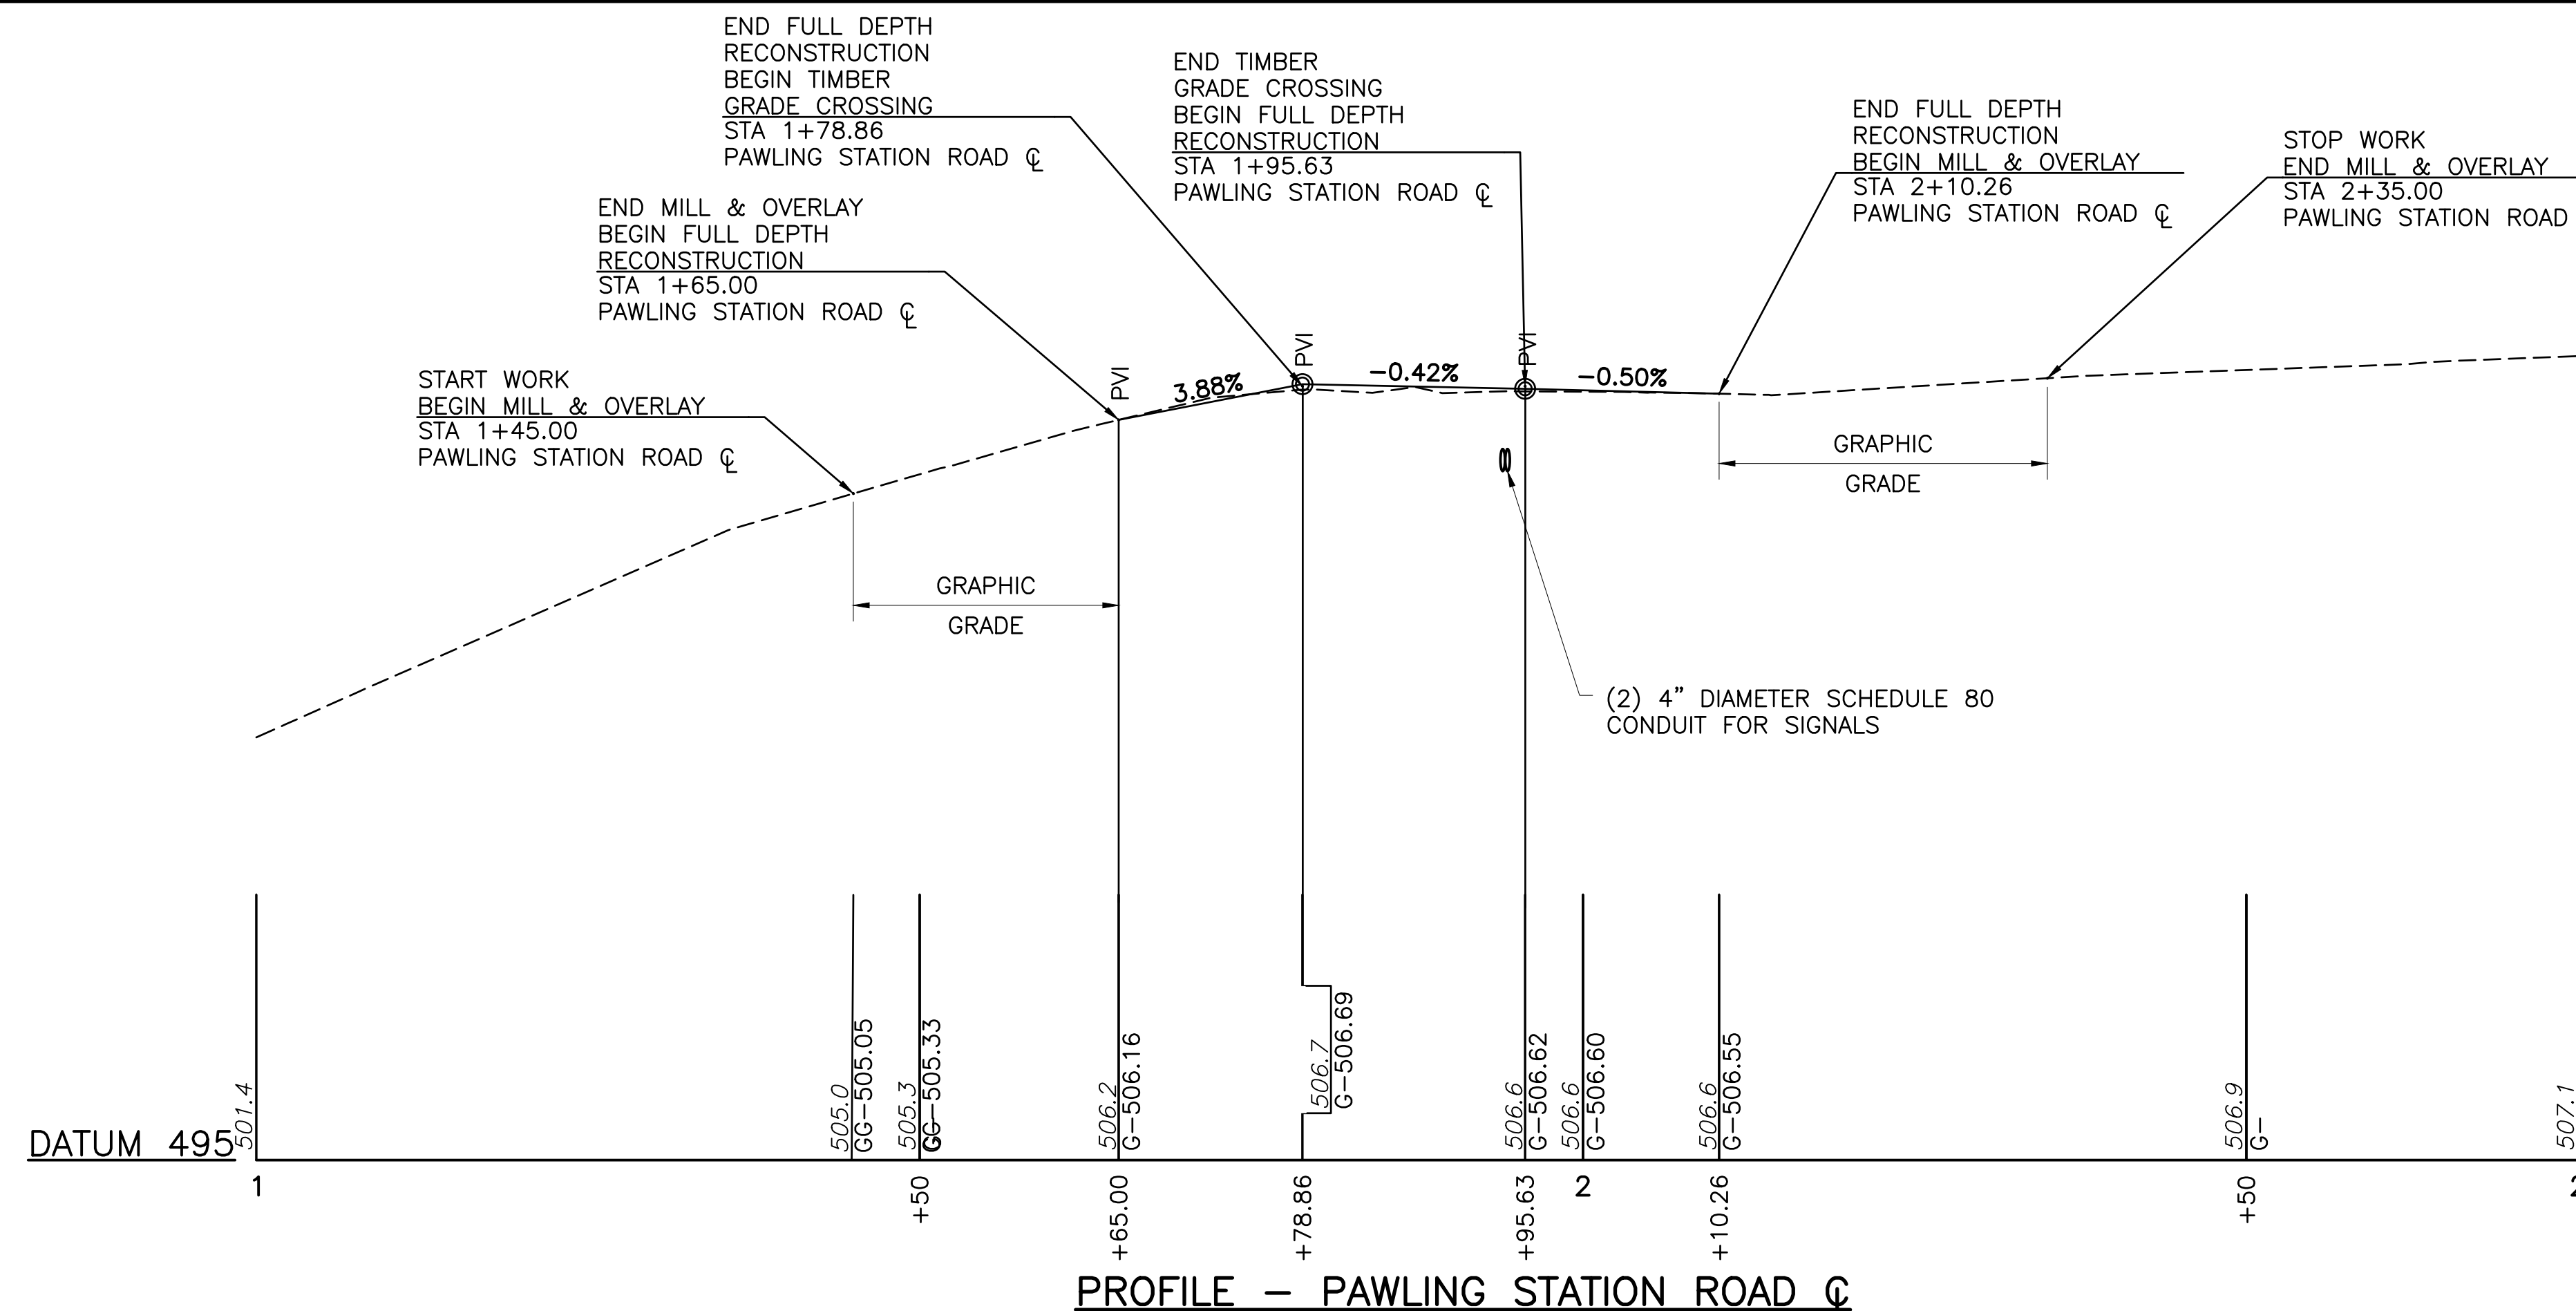 END FULL DEPTH
RECONSTRUCTION
BEGIN TIMBER
GRADE CROSSING
STA 1+78.86
PAWLING STATION ROAD ℄
END TIMBER
GRADE CROSSING
BEGIN FULL DEPTH
RECONSTRUCTION
STA 1+95.63
PAWLING STATION ROAD ℄
END FULL DEPTH
RECONSTRUCTION
BEGIN MILL & OVERLAY
STA 2+10.26
PAWLING STATION ROAD ℄
STOP WORK
END MILL & OVERLAY
STA 2+35.00
PAWLING STATION ROAD
END MILL & OVERLAY
BEGIN FULL DEPTH
RECONSTRUCTION
STA 1+65.00
PAWLING STATION ROAD ℄
START WORK
BEGIN MILL & OVERLAY
STA 1+45.00
PAWLING STATION ROAD ℄
PVI
3.88%
PVI
-0.42%
PVI
-0.50%
GRAPHIC
GRADE
GRAPHIC
GRADE
(2) 4" DIAMETER SCHEDULE 80
CONDUIT FOR SIGNALS
DATUM 495
501.4
505.0
GG-505.05
505.3
GG-505.33
506.2
G-506.16
506.7
G-506.69
506.6
G-506.62
506.6
G-506.60
506.6
G-506.55
506.9
G-
507.1
1
+50
+65.00
+78.86
+95.63
2
+10.26
+50
PROFILE - PAWLING STATION ROAD ℄